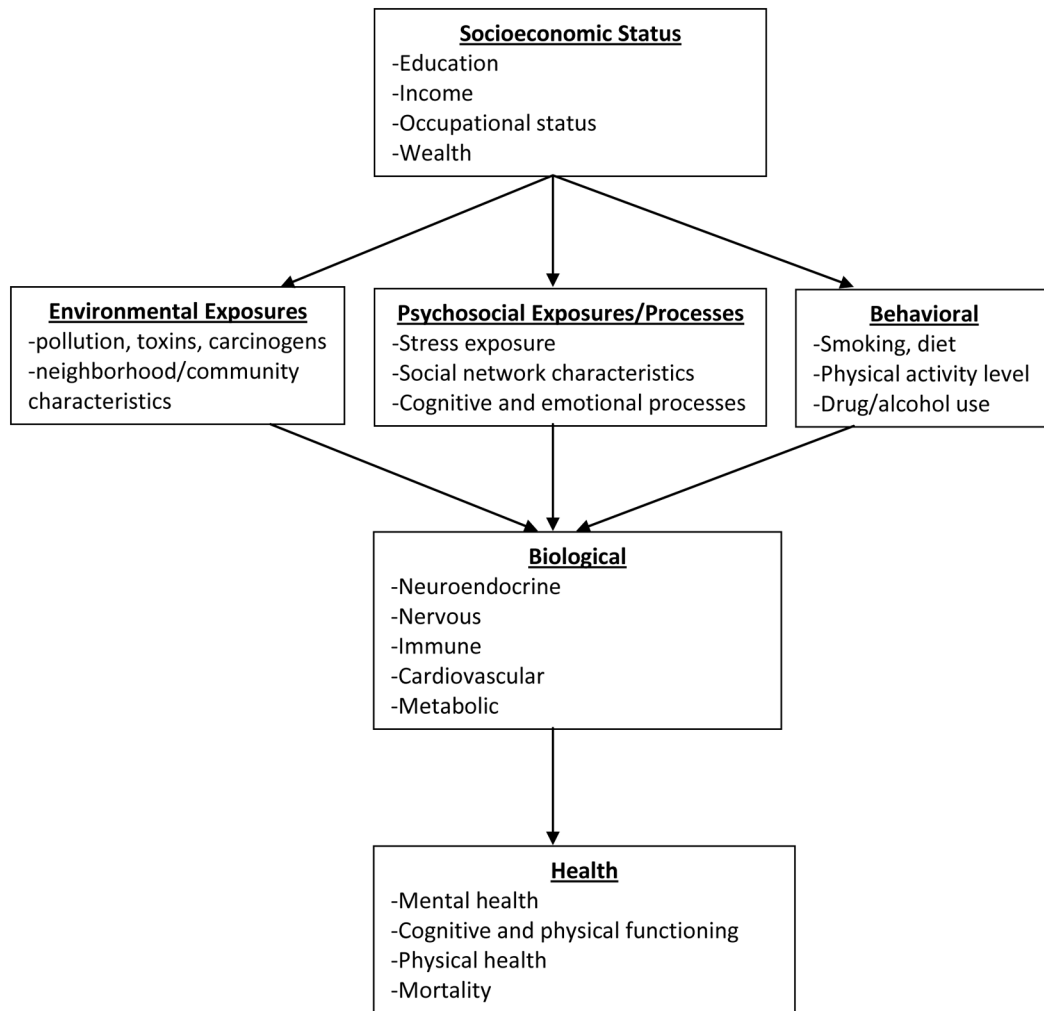 Socioeconomic Status
-Education
-Income
-Occupational status
-Wealth
Environmental Exposures
-pollution, toxins, carcinogens
-neighborhood/community
characteristics
Psychosocial Exposures/Processes
-Stress exposure
-Social network characteristics
-Cognitive and emotional processes
Behavioral
-Smoking, diet
-Physical activity level
-Drug/alcohol use
Biological
-Neuroendocrine
-Nervous
-Immune
-Cardiovascular
-Metabolic
Health
-Mental health
-Cognitive and physical functioning
-Physical health
-Mortality